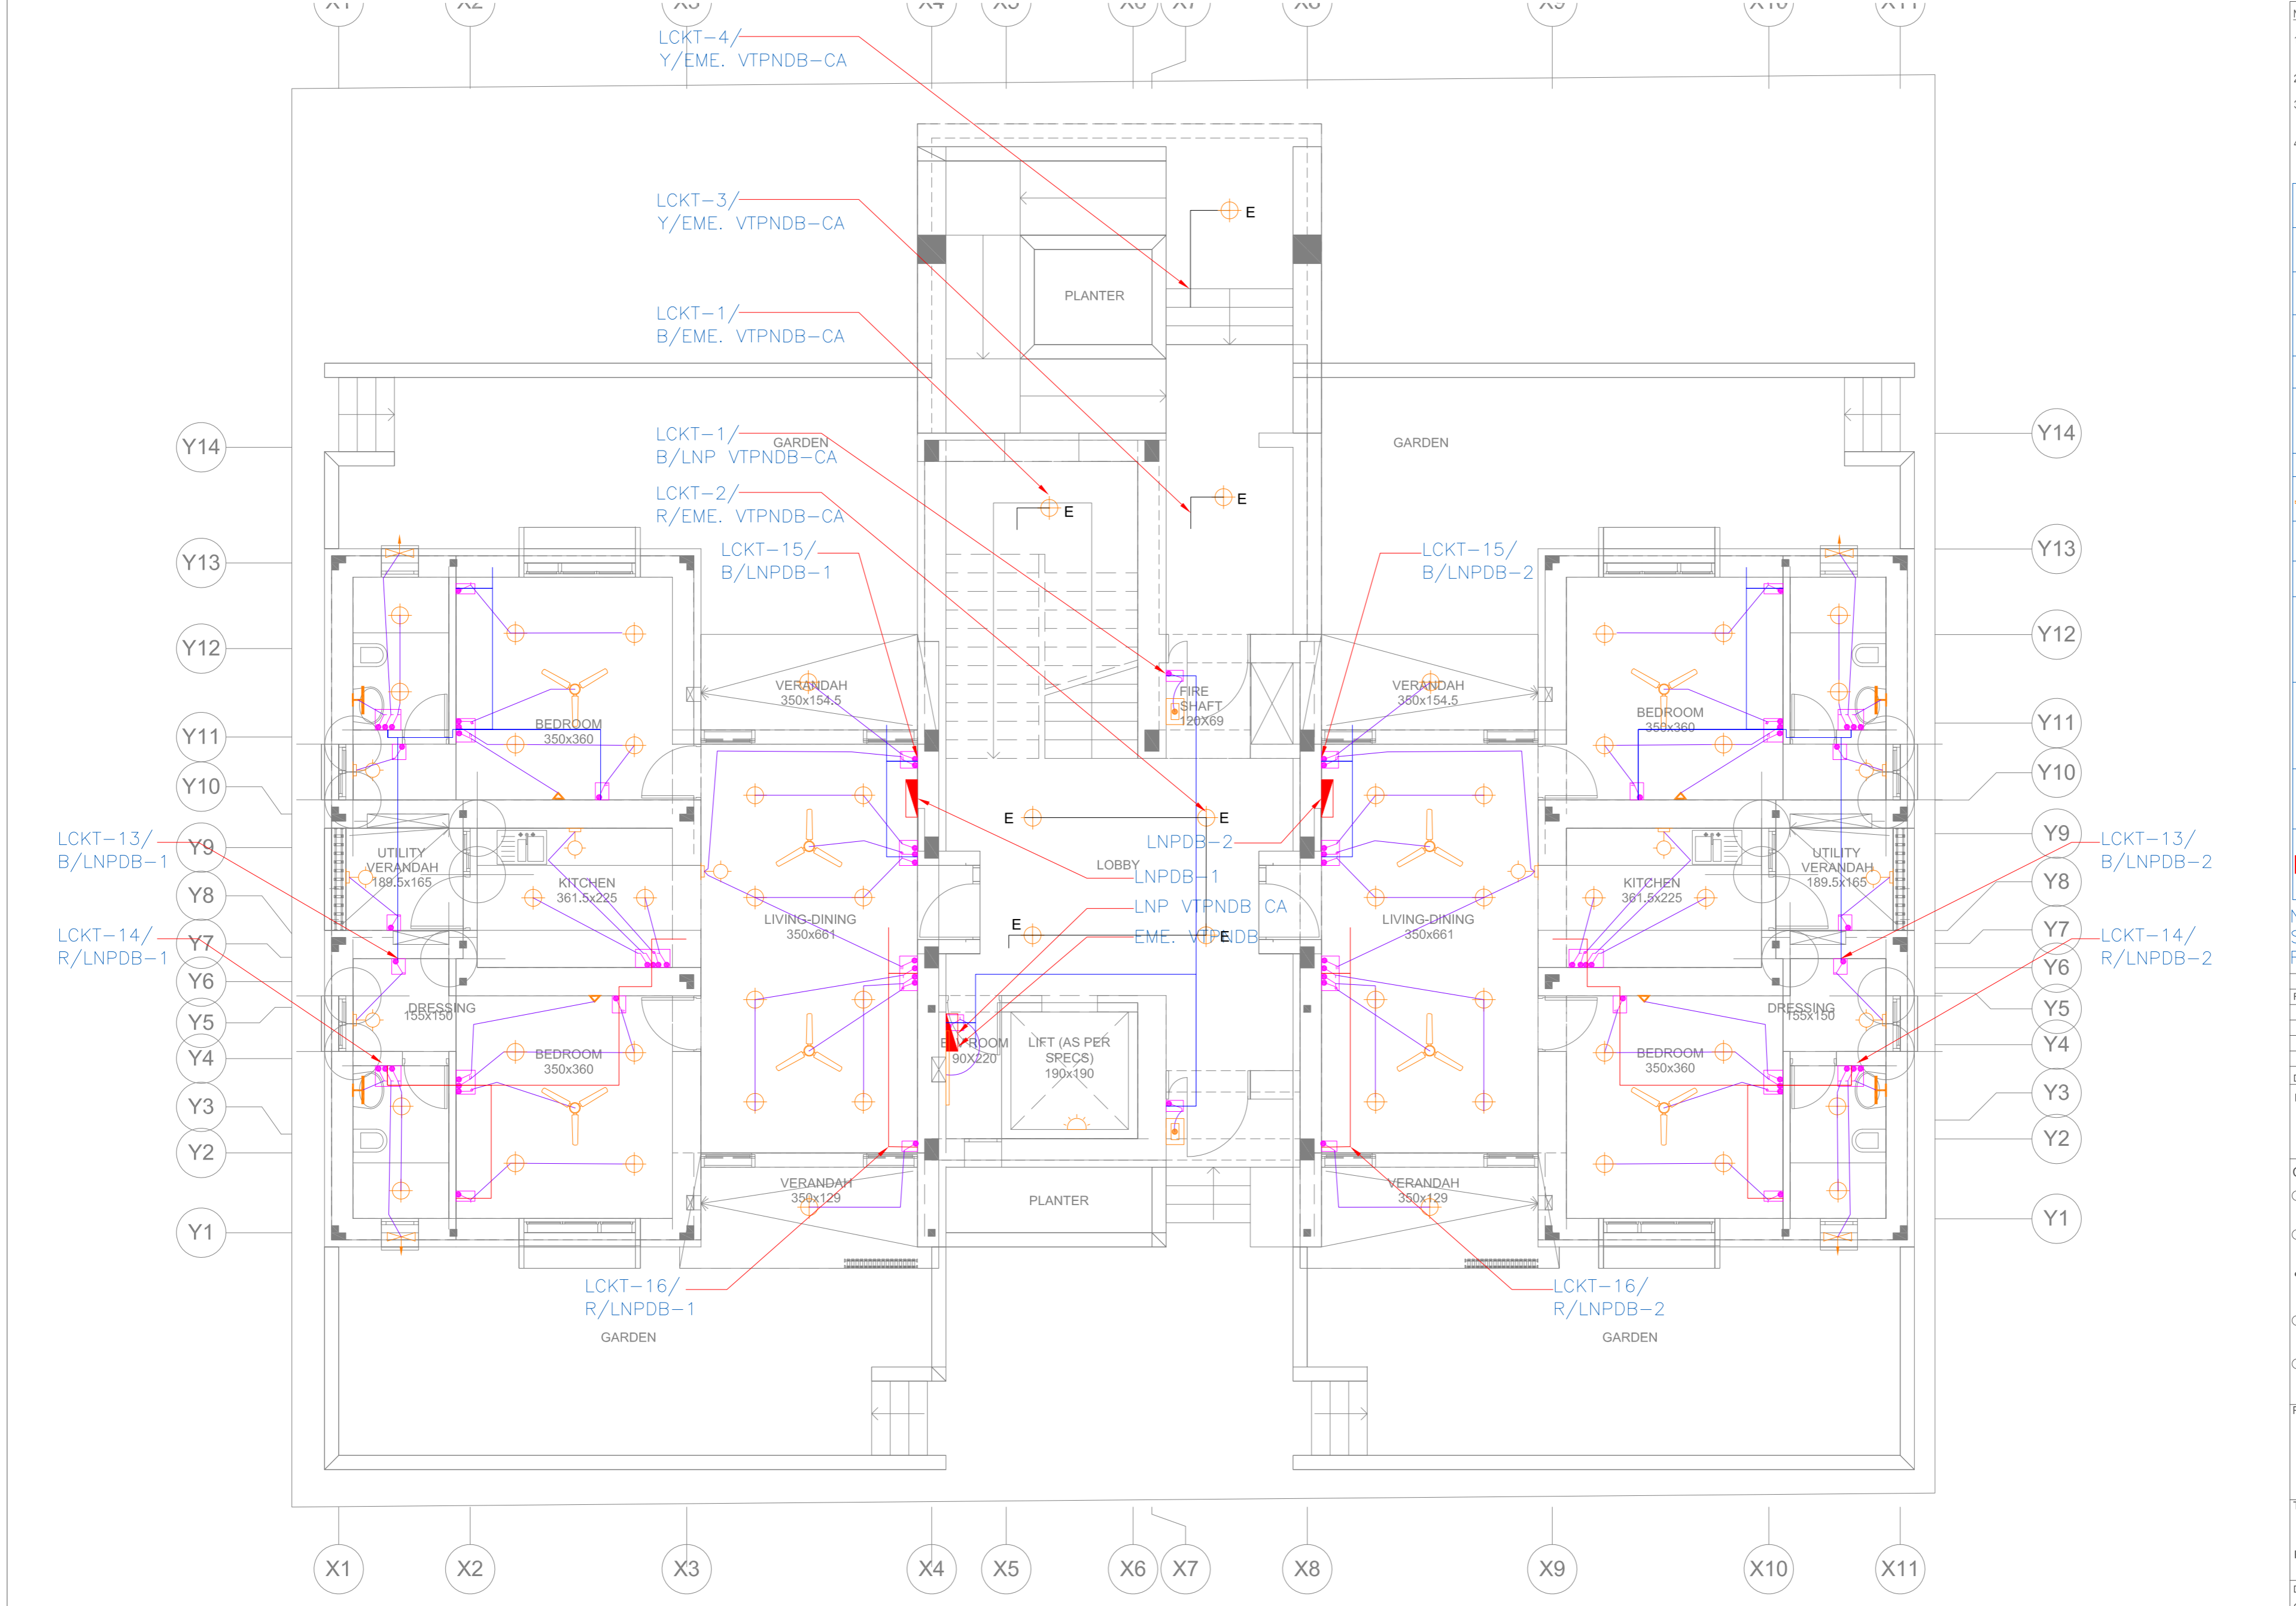 X2
X8
X9
X10
X11
LCKT-4/
Y/EME. VTPNDB-CA
LCKT-3/
Y/EME. VTPNDB-CA
E
PLANTER
LCKT-1/
B/EME. VTPNDB-CA
Y14
LCKT-1/
B/LNP VTPNDB-CA
GARDEN
GARDEN
Y14
LCKT-2/
R/EME. VTPNDB-CA
E
E
Y13
LCKT-15/
B/LNPDB-1
LCKT-15/
B/LNPDB-2
Y13
Y12
Y12
VERANDAH
350x154.5
FIRE
SHAFT
120X69
VERANDAH
350x154.5
Y11
BEDROOM
350x360
BEDROOM
350x360
Y11
Y10
Y10
E
E
LCKT-13/
B/LNPDB-1
Y9
LNPDB-2
Y9
LCKT-13/
B/LNPDB-2
UTILITY
VERANDAH
189.5x165
LOBBY
LNPDB-1
UTILITY
VERANDAH
189.5x165
Y8
KITCHEN
361.5x225
KITCHEN
361.5x225
Y8
LNP VTPNDB CA
LIVING-DINING
350x661
LIVING-DINING
350x661
E
EME. VTPNDB
E
LCKT-14/
R/LNPDB-1
Y7
Y7
LCKT-14/
R/LNPDB-2
Y6
Y6
DRESSING
155x150
DRESSING
155x150
Y5
Y5
Y4
BEDROOM
350x360
ROOM
90X220
LIFT (AS PER
SPECS)
190x190
BEDROOM
350x360
Y4
Y3
Y3
Y2
Y2
VERANDAH
350x129
PLANTER
VERANDAH
350x129
Y1
Y1
LCKT-16/
R/LNPDB-1
LCKT-16/
R/LNPDB-2
GARDEN
GARDEN
X1
X2
X3
X4
X5
X6
X7
X8
X9
X10
X11